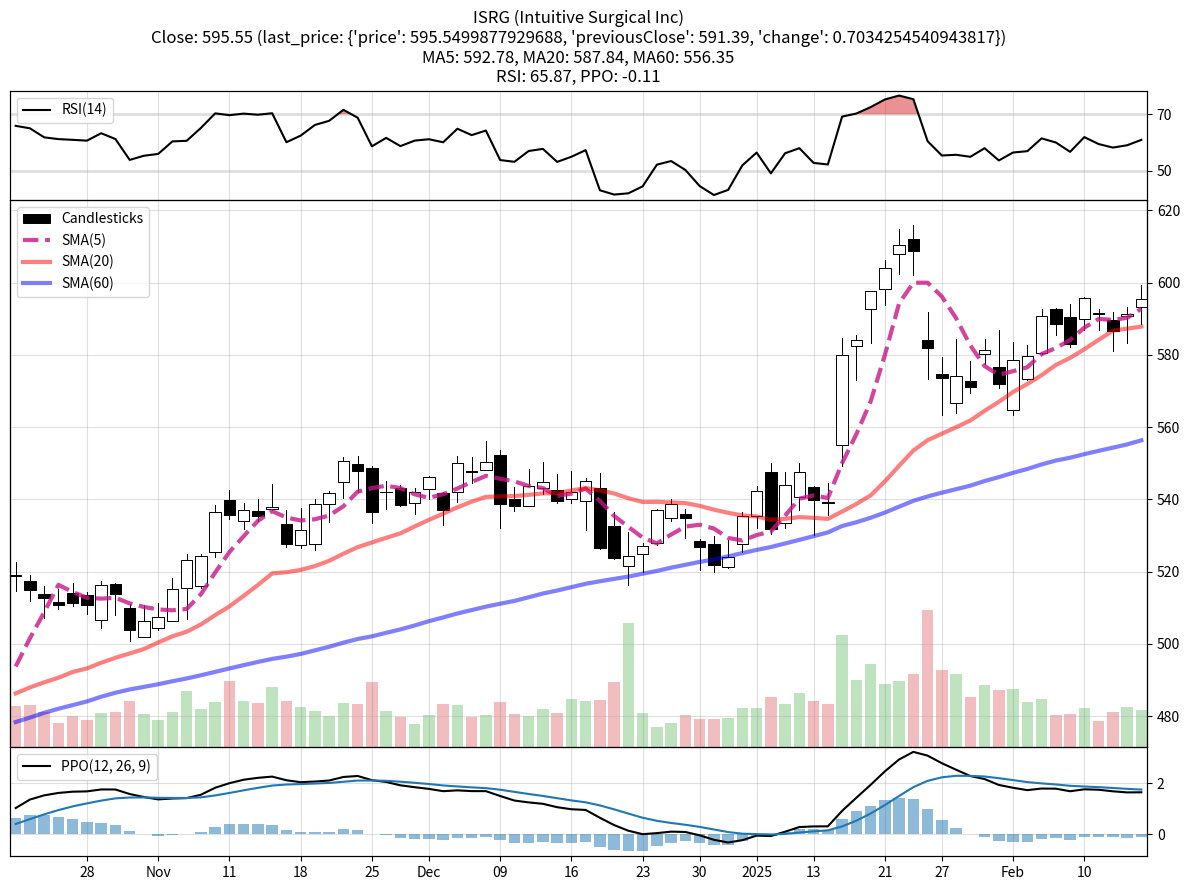 ISRG (Intuitive Surgical Inc)
Close: 595.55 (last_price: {'price': 595.5499877929688, 'previousClose': 591.39, 'change': 0.7034254540943817})
MA5: 592.78, MA20: 587.84, MA60: 556.35
RSI: 65.87, PPO: -0.11
RSI(14)
70
50
Candlesticks
SMA(5)
SMA(20)
SMA(60)
620
600
580
560
540
520
500
480
PPO(12, 26, 9)
2
0
28 Nov 11 18 25 Dec 09 16 23 30 2025 13 21 27 Feb 10